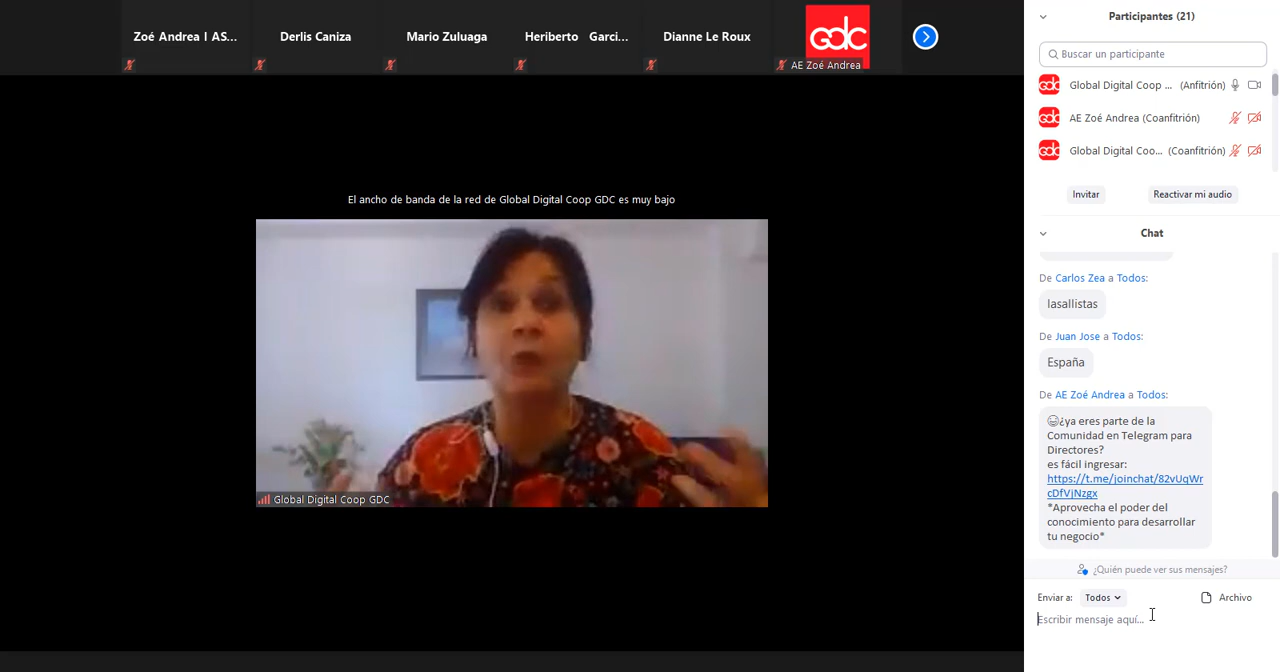 Zoé Andrea I AS...
Derlis Caniza
Mario Zuluaga
Heriberto Garci...
Dianne Le Roux
gdc
AE Zoé Andrea
El ancho de banda de la red de Global Digital Coop GDC es muy bajo
Global Digital Coop GDC
Participantes (21)
Buscar un participante
gdc Global Digital Coop ... (Anfitrión)
gdc AE Zoé Andrea (Coanfitrión)
gdc Global Digital Coo... (Coanfitrión)
Invitar Reactivar mi audio
Chat
De Carlos Zea a Todos:
lasallistas
De Juan Jose a Todos:
España
De AE Zoé Andrea a Todos:
😄¿ya eres parte de la
Comunidad en Telegram para
Directores?
es fácil ingresar:
https://t.me/joinchat/82vUqWr
cDfVjNzgx
*Aprovecha el poder del
conocimiento para desarrollar
tu negocio*
¿Quién puede ver sus mensajes?
Enviar a: Todos Archivo
Escribir mensaje aquí...